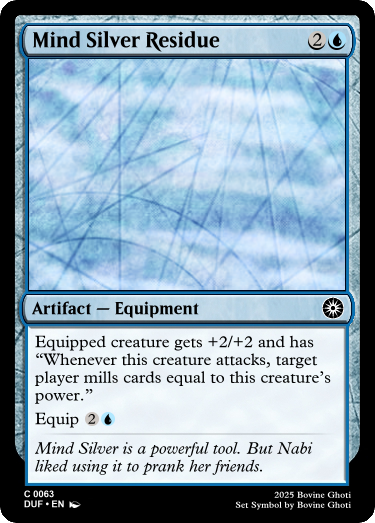 Mind Silver Residue 2
Artifact — Equipment
Equipped creature gets +2/+2 and has
“Whenever this creature attacks, target
player mills cards equal to this creature’s
power.”
Equip 2
Mind Silver is a powerful tool. But Nabi
liked using it to prank her friends.
C 0063
DUF • EN
2025 Bovine Ghoti
Set Symbol by Bovine Ghoti